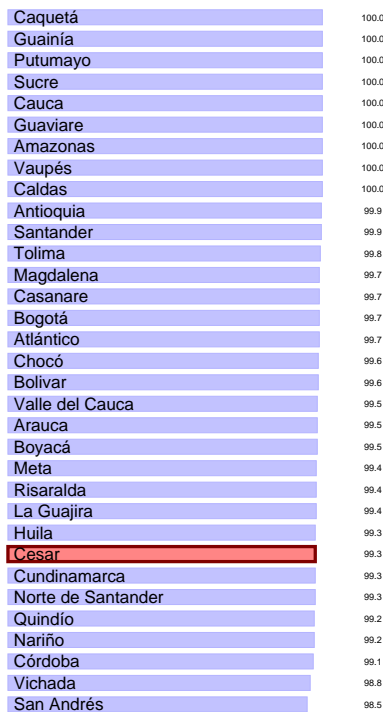 Caquetá 100.0
Guainía 100.0
Putumayo 100.0
Sucre 100.0
Cauca 100.0
Guaviare 100.0
Amazonas 100.0
Vaupés 100.0
Caldas 100.0
Antioquia 99.9
Santander 99.9
Tolima 99.8
Magdalena 99.7
Casanare 99.7
Bogotá 99.7
Atlántico 99.7
Chocó 99.6
Bolivar 99.6
Valle del Cauca 99.5
Arauca 99.5
Boyacá 99.5
Meta 99.4
Risaralda 99.4
La Guajira 99.4
Huila 99.3
Cesar 99.3
Cundinamarca 99.3
Norte de Santander 99.3
Quindío 99.2
Nariño 99.2
Córdoba 99.1
Vichada 98.8
San Andrés 98.5